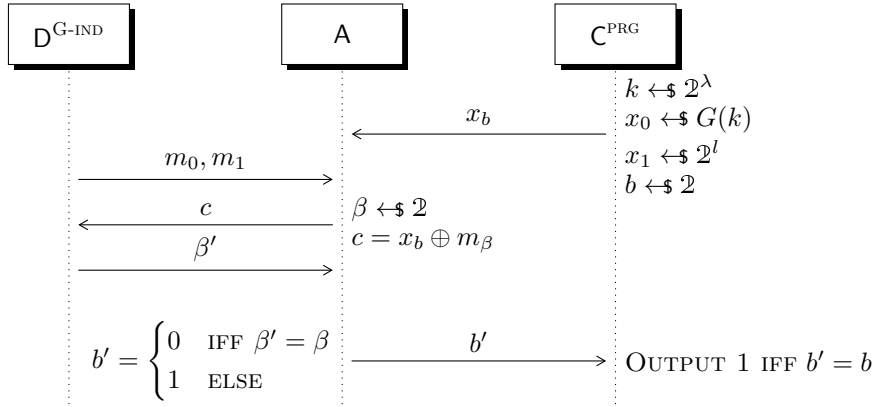 D^G-IND A C^PRG
k ←$ 𝟚^λ
x_b x_0 ←$ G(k)
x_1 ←$ 𝟚^l
m_0, m_1
b ←$ 𝟚
c β ←$ 𝟚
c = x_b ⊕ m_β
β′
b′ = { 0 IFF β′ = β
1 ELSE
b′
OUTPUT 1 IFF b′ = b